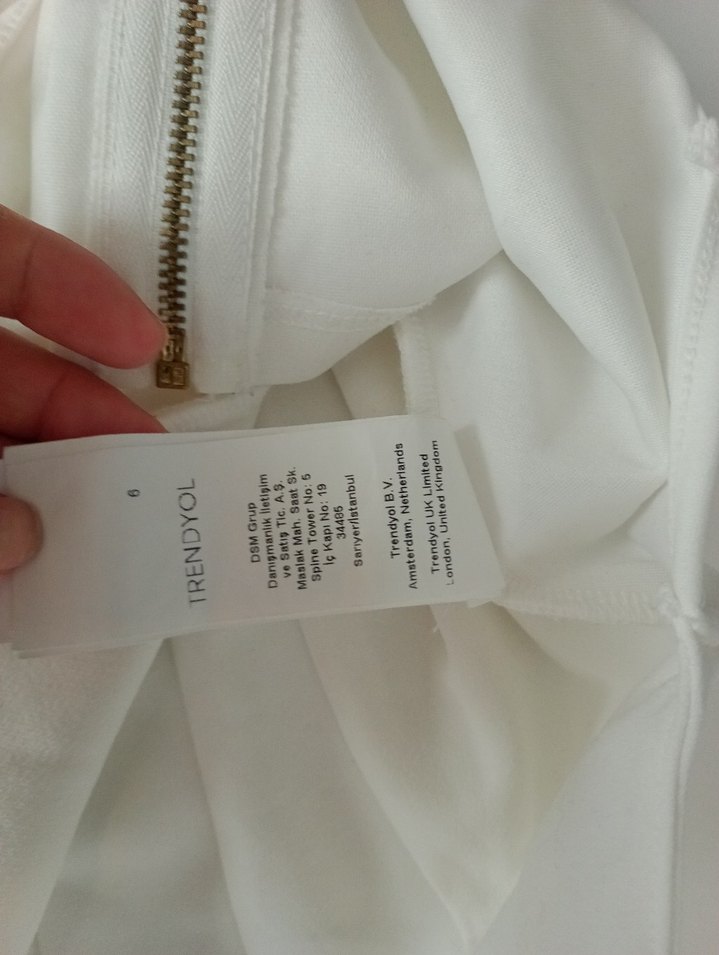 6
TRENDYOL
DSM Grup
Danışmanlık İletişim
ve Satış Tic. A.Ş.
Maslak Mah. Saat Sk.
Spine Tower No: 5
İç Kapı No: 19
34485
Sarıyer/İstanbul
Trendyol B.V.
Amsterdam, Netherlands
Trendyol UK Limited
London, United Kingdom